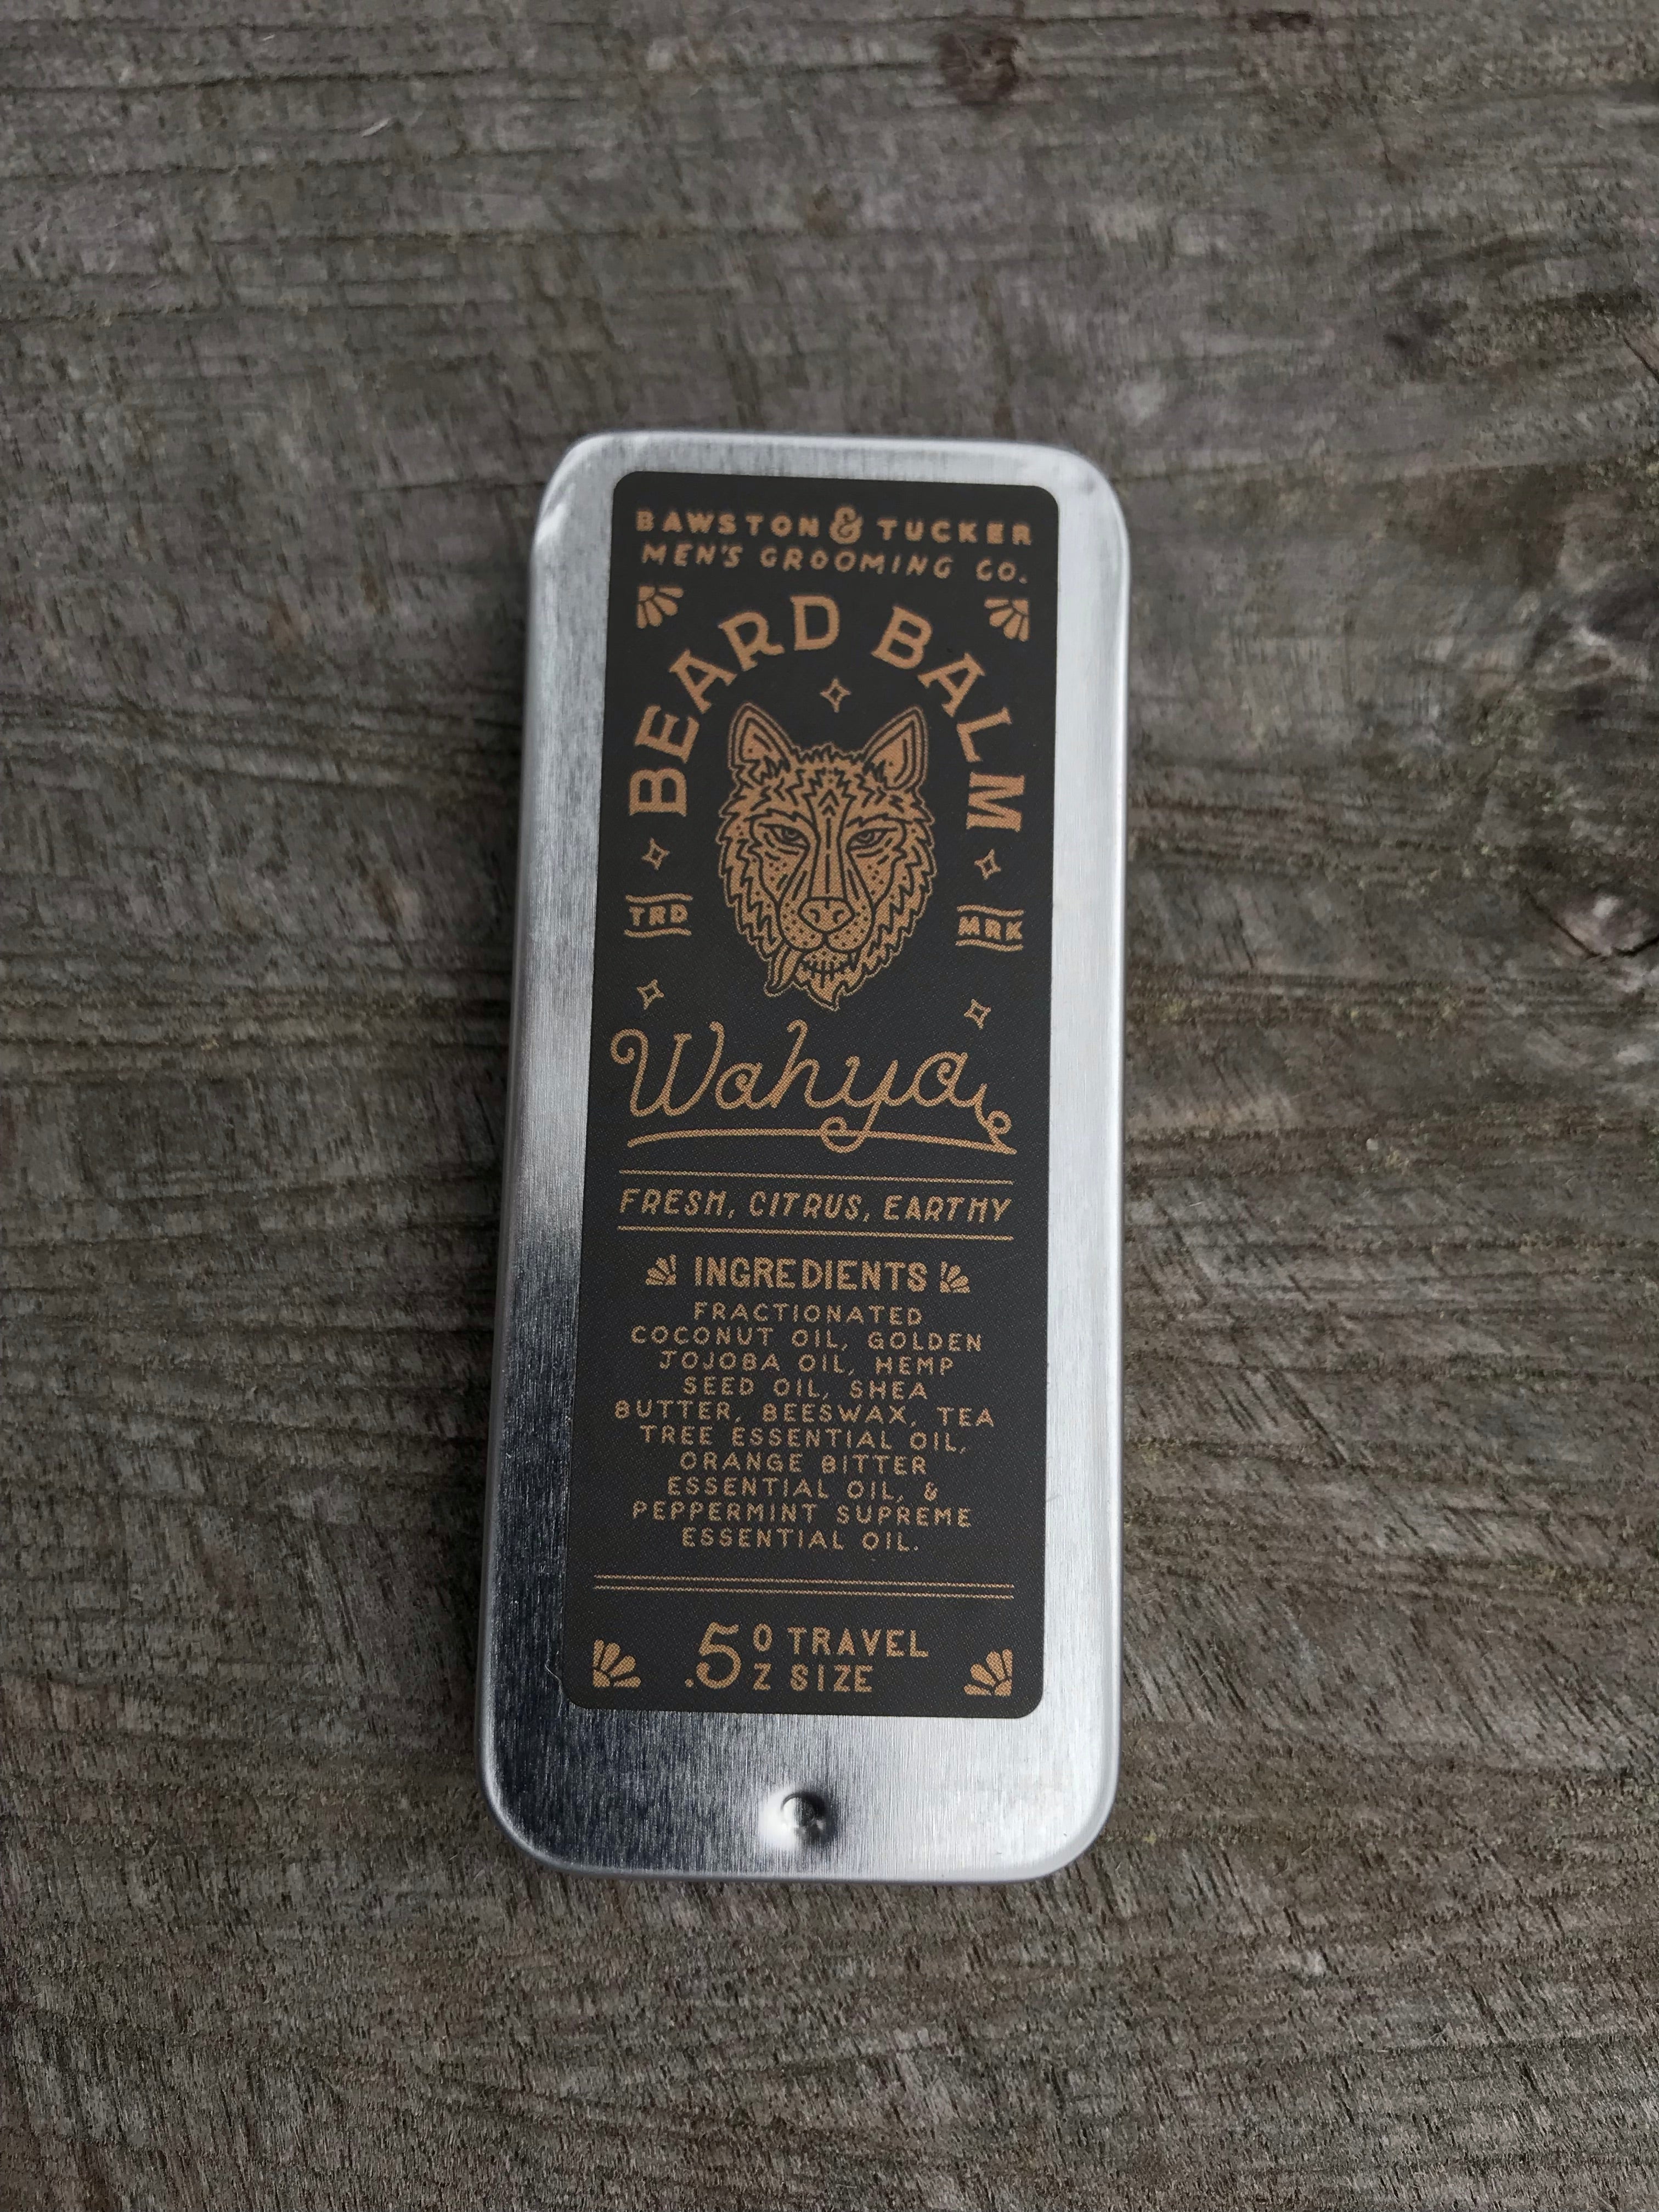 BAWSTON & TUCKER
MEN'S GROOMING CO.
BEARD BALM
TRD MRK
Wahya
FRESH, CITRUS, EARTHY
INGREDIENTS
FRACTIONATED
COCONUT OIL, GOLDEN
JOJOBA OIL, HEMP
SEED OIL, SHEA
BUTTER, BEESWAX, TEA
TREE ESSENTIAL OIL,
ORANGE BITTER
ESSENTIAL OIL, &
PEPPERMINT SUPREME
ESSENTIAL OIL.
.5 OZ TRAVEL
SIZE